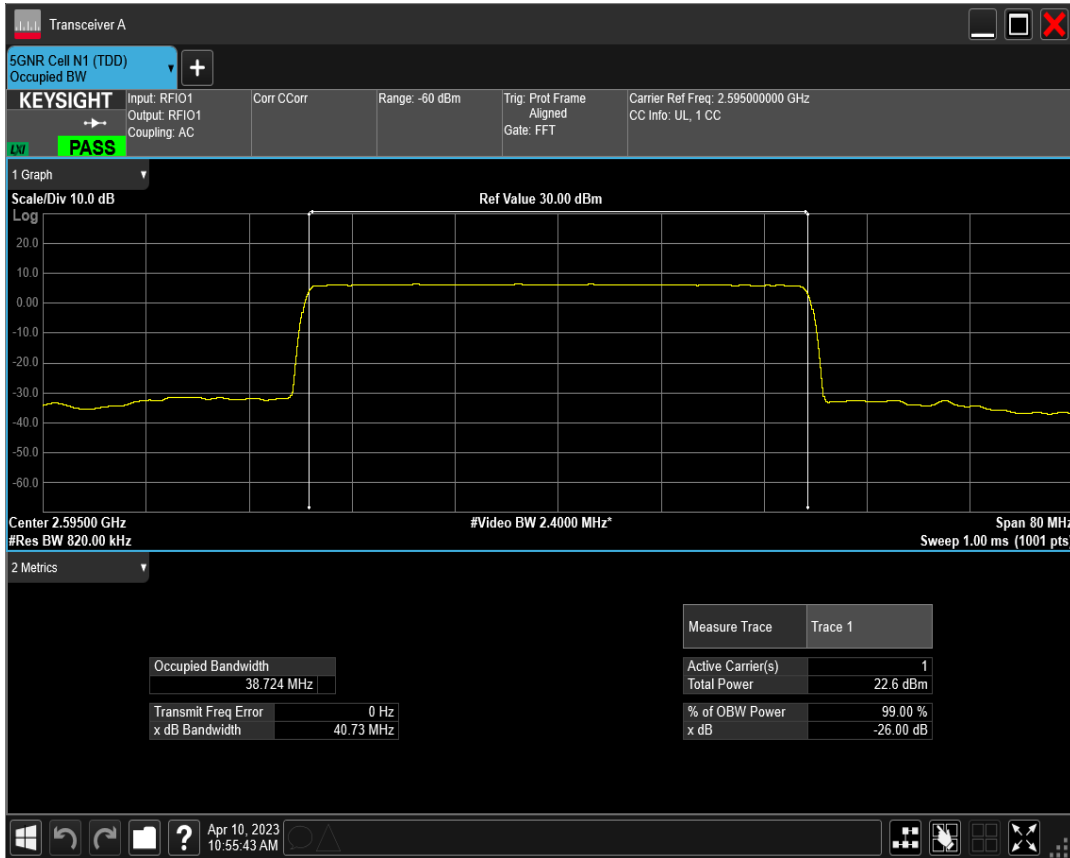 Transceiver A
5GNR Cell N1 (TDD)
Occupied BW
+
KEYSIGHT
LXI
PASS
Input: RFIO1
Output: RFIO1
Coupling: AC
Corr CCorr
Range: -60 dBm
Trig: Prot Frame
Aligned
Gate: FFT
Carrier Ref Freq: 2.595000000 GHz
CC Info: UL, 1 CC
1 Graph
Scale/Div 10.0 dB
Ref Value 30.00 dBm
Log
20.0
10.0
0.00
-10.0
-20.0
-30.0
-40.0
-50.0
-60.0
Center 2.59500 GHz
#Video BW 2.4000 MHz*
Span 80 MHz
#Res BW 820.00 kHz
Sweep 1.00 ms (1001 pts)
2 Metrics
Measure Trace Trace 1
Occupied Bandwidth
38.724 MHz
Active Carrier(s) 1
Total Power 22.6 dBm
Transmit Freq Error 0 Hz
x dB Bandwidth 40.73 MHz
% of OBW Power 99.00 %
x dB -26.00 dB
?
Apr 10, 2023
10:55:43 AM